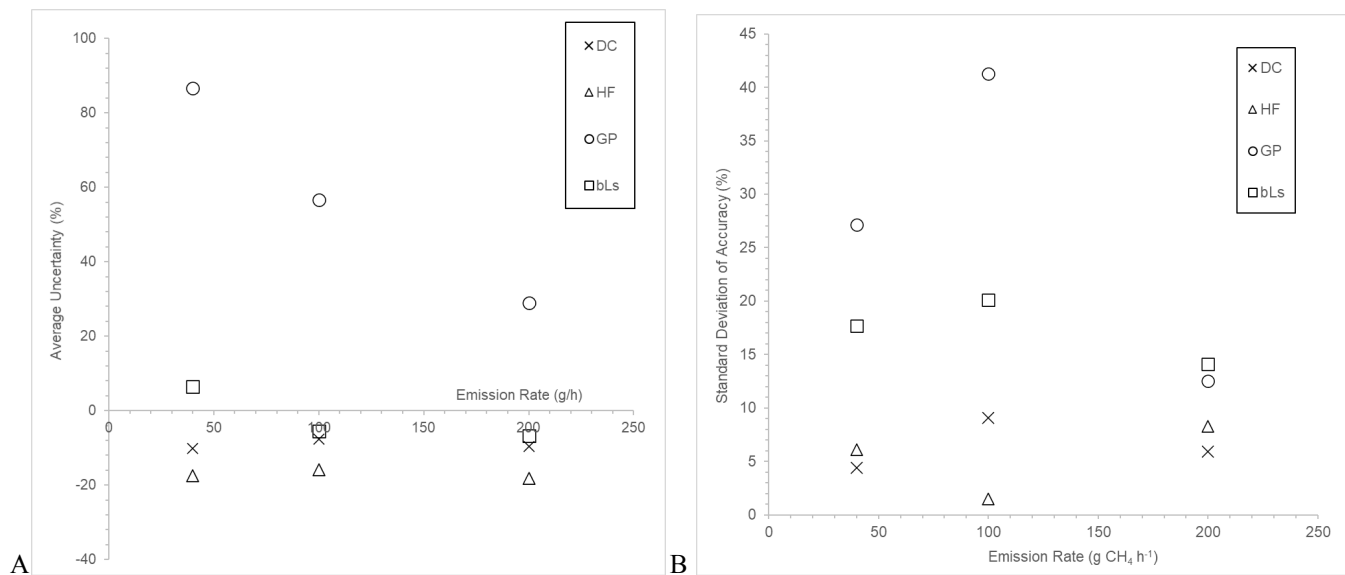 100
80
60
40
20
0
-20
-40
Average Uncertainty (%)
0
50
100
150
200
250
Emission Rate (g/h)
DC
HF
GP
bLs
A
45
40
35
30
25
20
15
10
5
0
Standard Deviation of Accuracy (%)
0
50
100
150
200
250
Emission Rate (g CH₄ h⁻¹)
DC
HF
GP
bLs
B